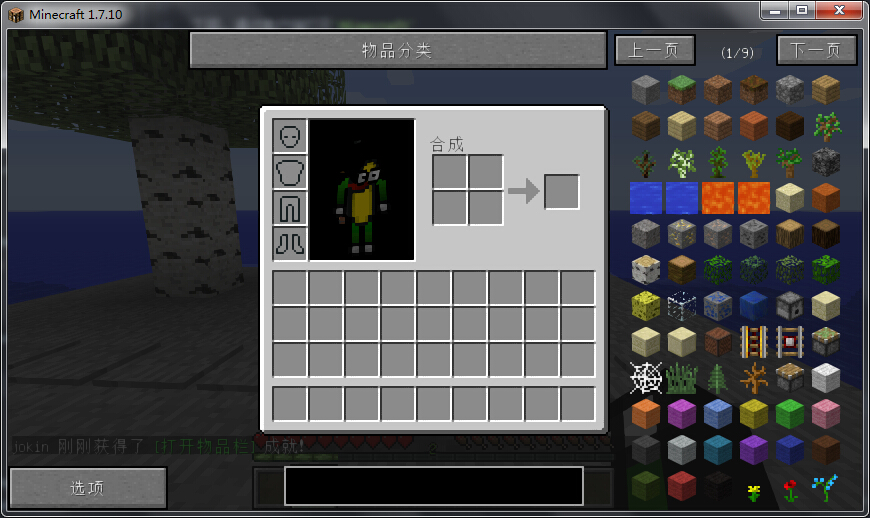 Minecraft 1.7.10
物品分类
上一页
(1/9)
下一页
合成
jokin 刚刚获得了 [打开物品栏] 成就!
选项